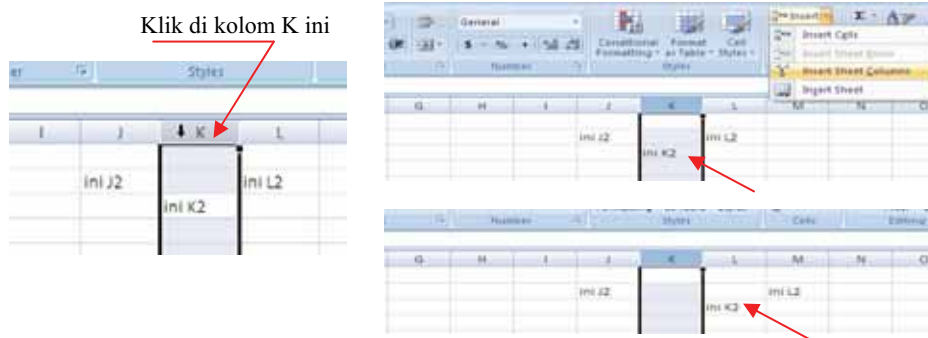 Klik di kolom K ini
Styles
I J K L
ini J2 ini L2
ini K2
General
Insert
Conditional Format Cell
Formatting as Table Styles
Number Styles
Insert Cells
Insert Sheet Rows
Insert Sheet Columns
Insert Sheet
G H I J K L M N O
ini J2 ini L2
ini K2
Number Styles Cells Editing
G H I J K L M N O
ini J2 ini L2
ini K2